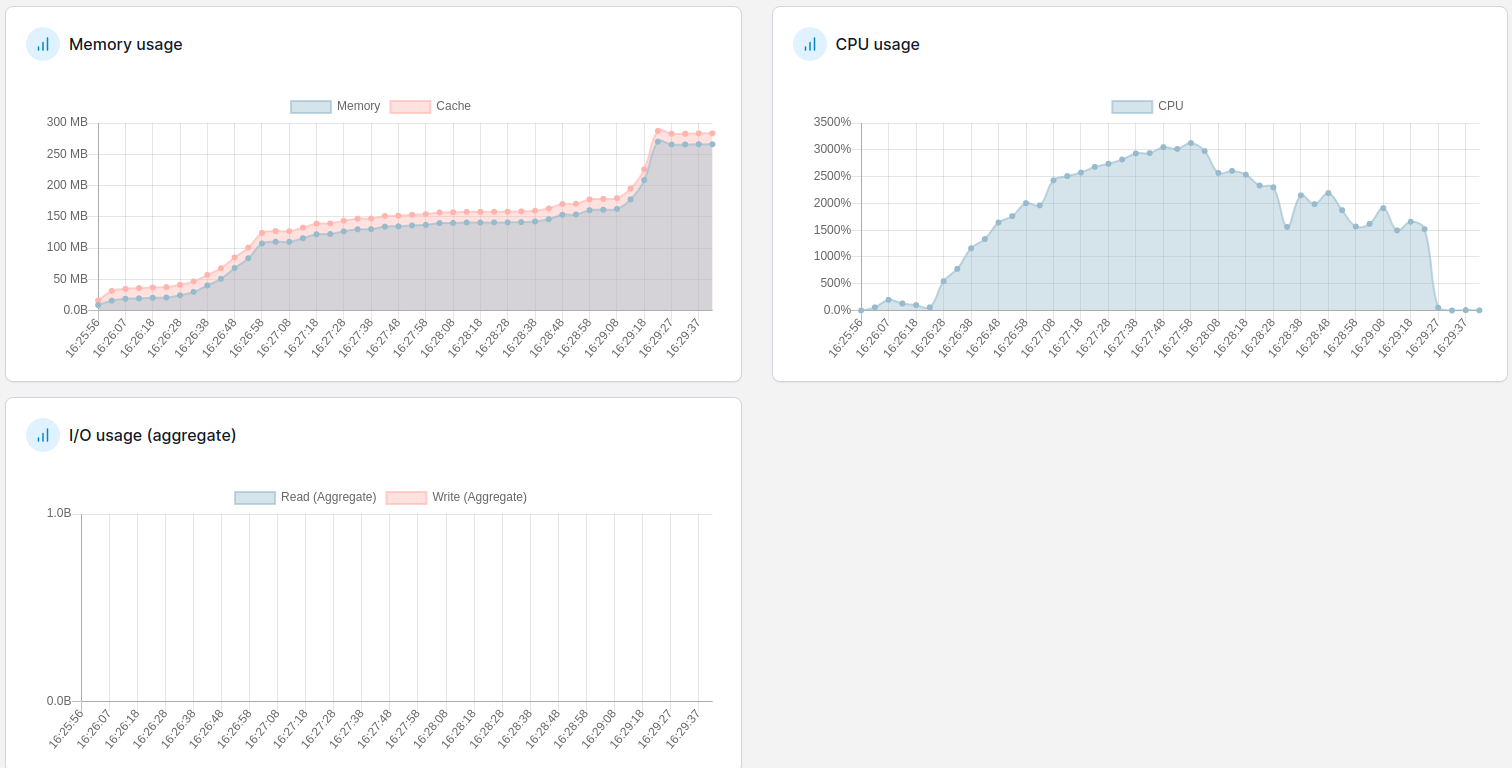 Memory usage
Memory Cache
300 MB
250 MB
200 MB
150 MB
100 MB
50 MB
0.0B
16:25:56 16:26:07 16:26:18 16:26:28 16:26:38 16:26:48 16:26:58 16:27:08 16:27:18 16:27:28 16:27:38 16:27:48 16:27:58 16:28:08 16:28:18 16:28:28 16:28:38 16:28:48 16:28:58 16:29:08 16:29:18 16:29:27 16:29:37
CPU usage
CPU
3500%
3000%
2500%
2000%
1500%
1000%
500%
0.0%
16:25:56 16:26:07 16:26:18 16:26:28 16:26:38 16:26:48 16:26:58 16:27:08 16:27:18 16:27:28 16:27:38 16:27:48 16:27:58 16:28:08 16:28:18 16:28:28 16:28:38 16:28:48 16:28:58 16:29:08 16:29:18 16:29:27 16:29:37
I/O usage (aggregate)
Read (Aggregate) Write (Aggregate)
1.0B
0.0B
16:25:56 16:26:07 16:26:18 16:26:28 16:26:38 16:26:48 16:26:58 16:27:08 16:27:18 16:27:28 16:27:38 16:27:48 16:27:58 16:28:08 16:28:18 16:28:28 16:28:38 16:28:48 16:28:58 16:29:08 16:29:18 16:29:27 16:29:37